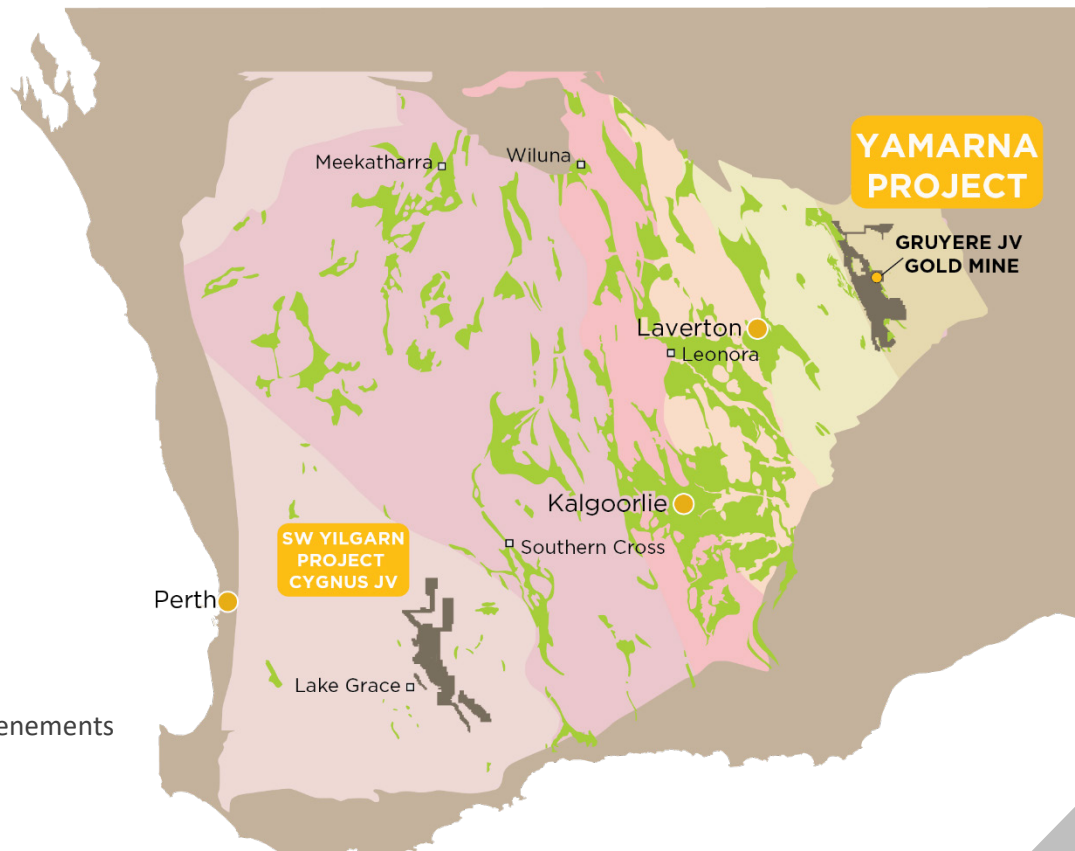 Meekatharra
Wiluna
YAMARNA
PROJECT
GRUYERE JV
GOLD MINE
Laverton
Leonora
Kalgoorlie
SW YILGARN
PROJECT
CYGNUS JV
Southern Cross
Perth
Lake Grace
enements